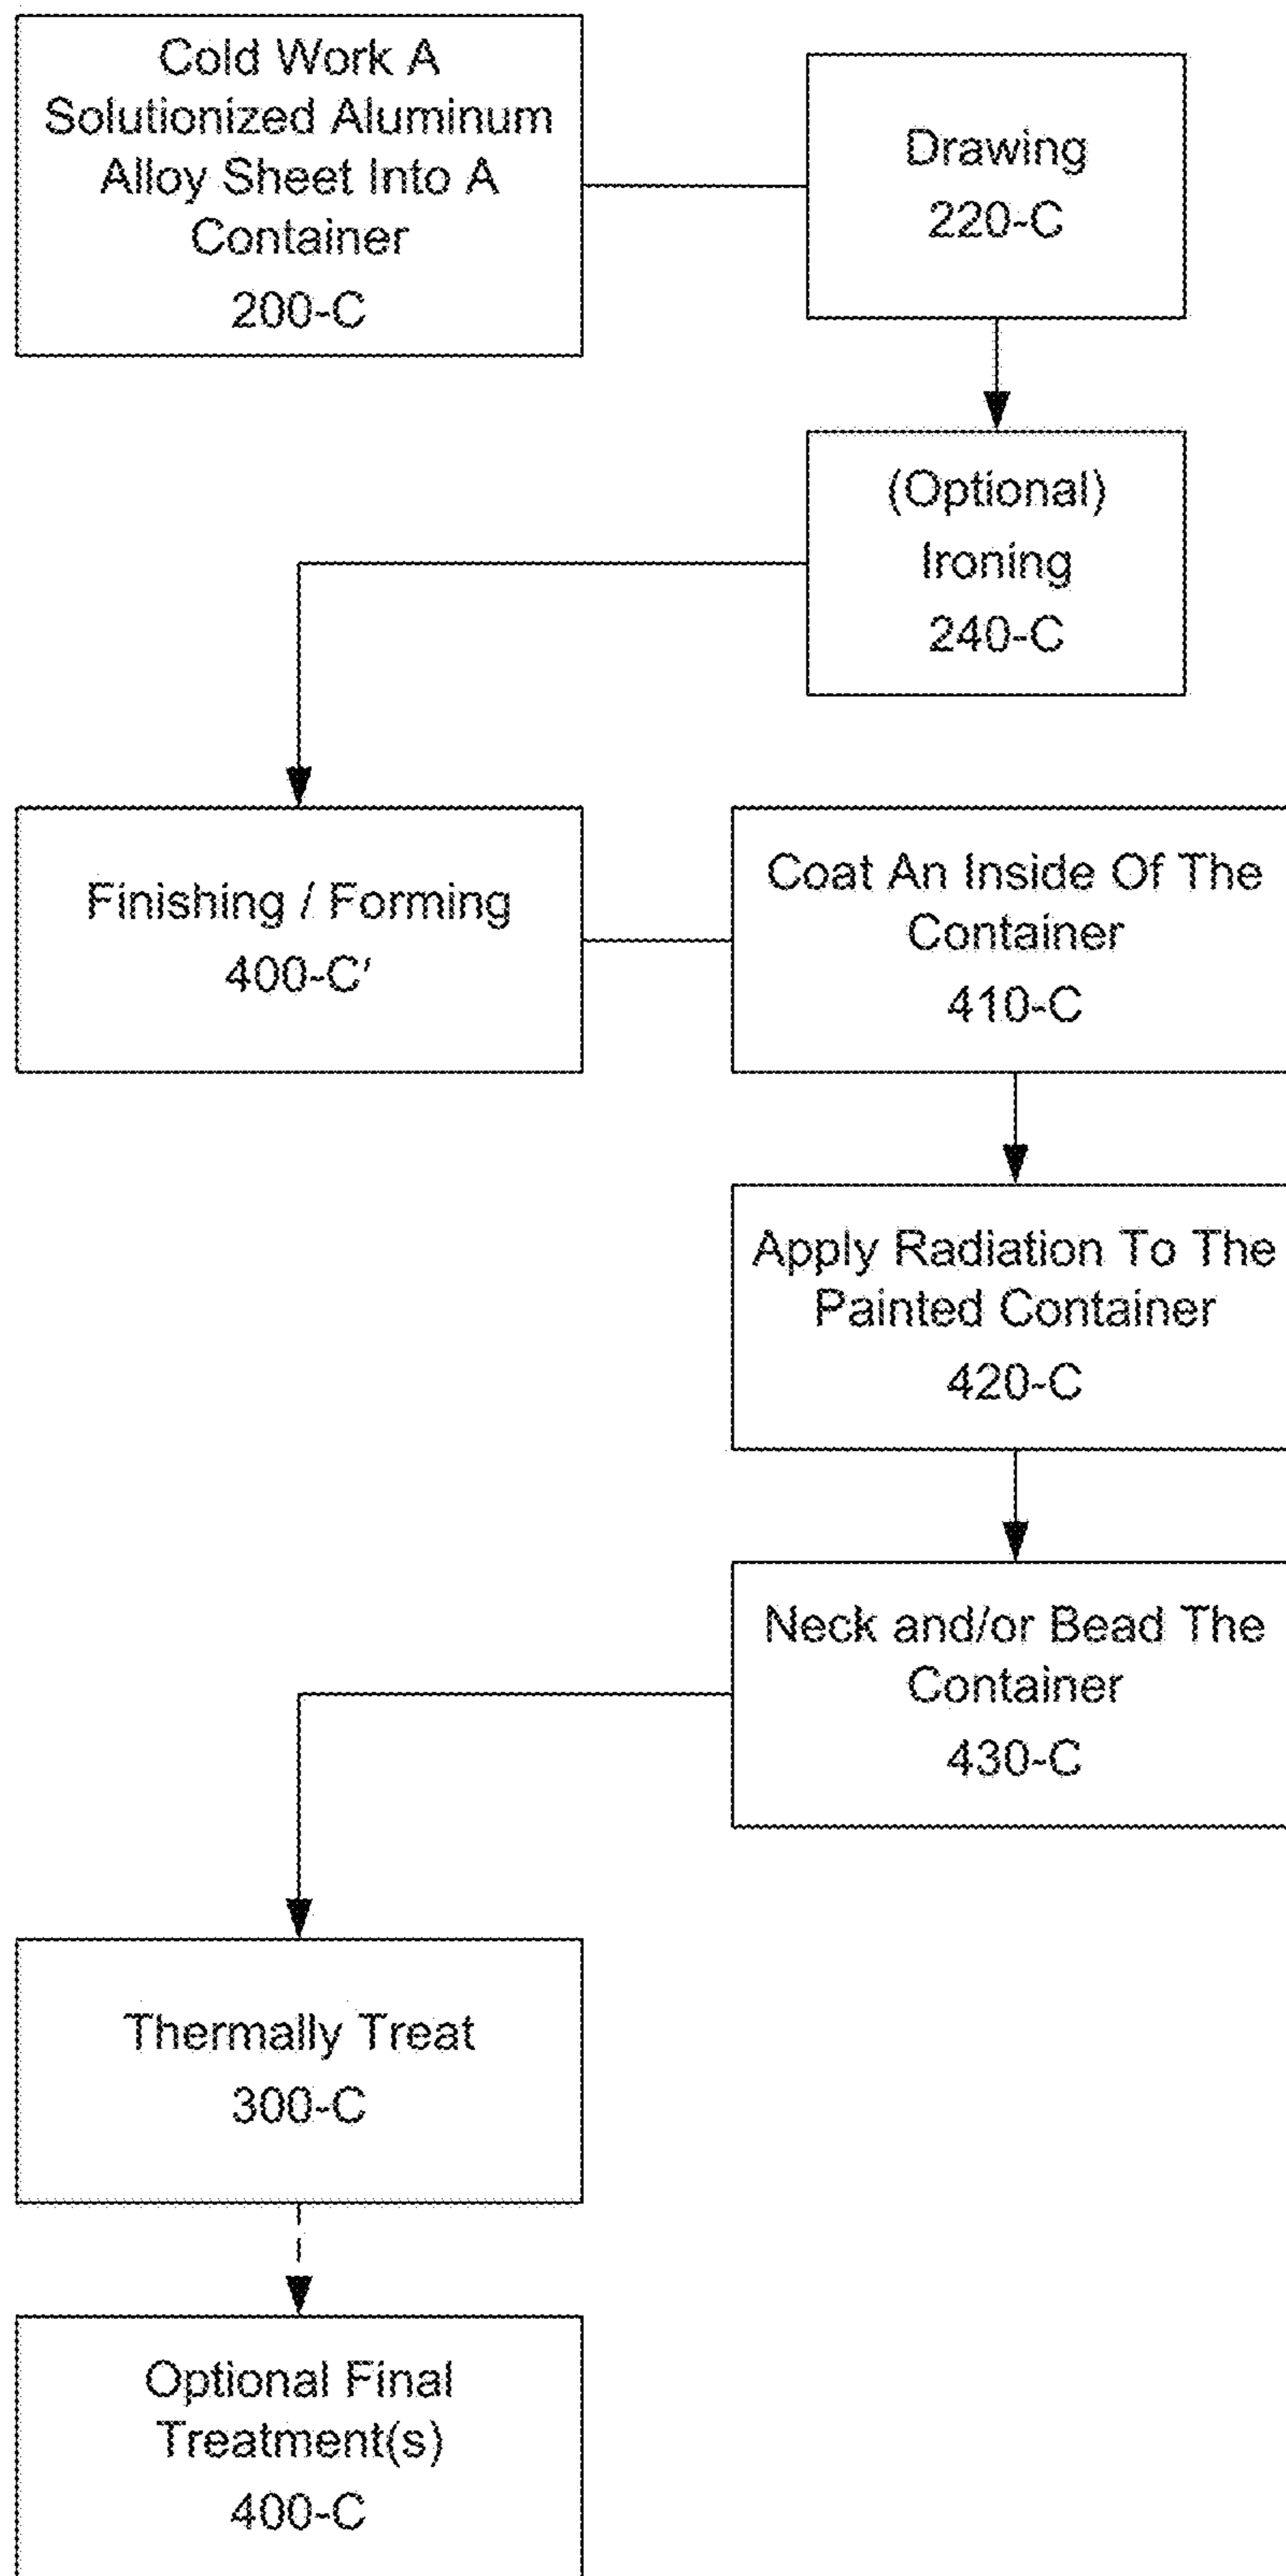 Cold Work A
Solutionized Aluminum
Alloy Sheet Into A
Container
200-C
Drawing
220-C
(Optional)
Ironing
240-C
Finishing / Forming
400-C'
Coat An Inside Of The
Container
410-C
Apply Radiation To The
Painted Container
420-C
Neck and/or Bead The
Container
430-C
Thermally Treat
300-C
Optional Final
Treatment(s)
400-C